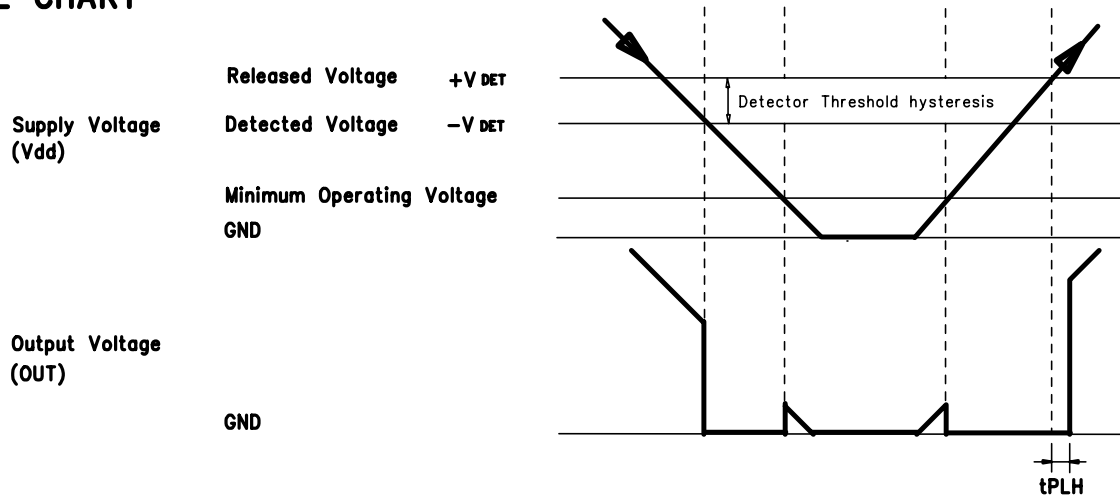 CHART
Released Voltage +V DET
Detector Threshold hysteresis
Supply Voltage
(Vdd)
Detected Voltage -V DET
Minimum Operating Voltage
GND
Output Voltage
(OUT)
GND
tPLH